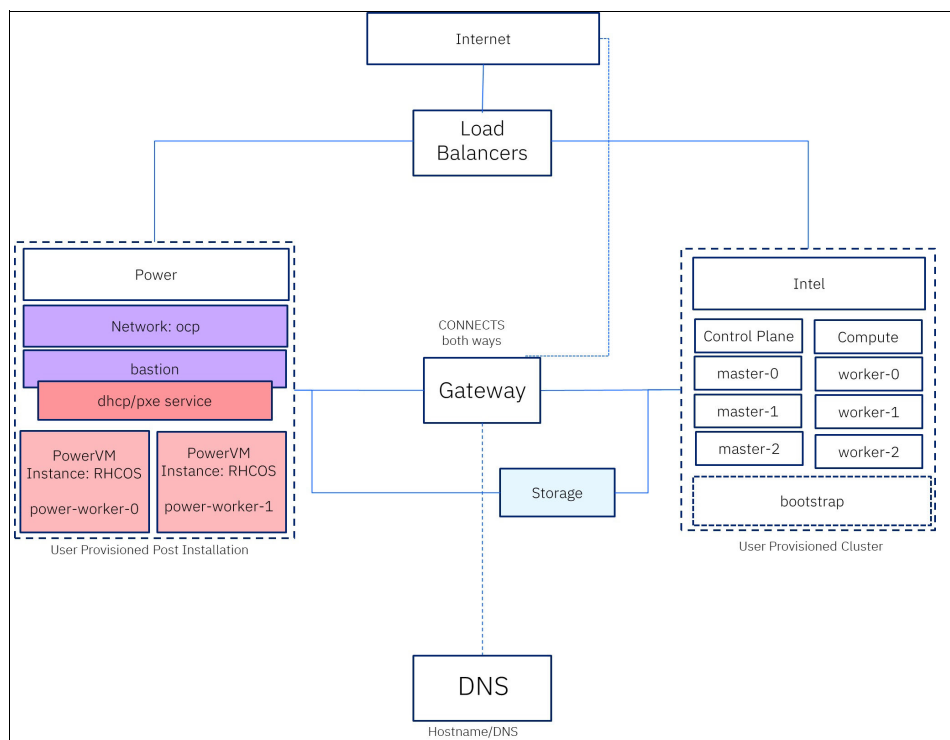 Internet
Load
Balancers
Power
Network: ocp
bastion
dhcp/pxe service
PowerVM
Instance: RHCOS
power-worker-0
PowerVM
Instance: RHCOS
power-worker-1
User Provisioned Post Installation
CONNECTS
both ways
Gateway
Storage
Intel
Control Plane
Compute
master-0
worker-0
master-1
worker-1
master-2
worker-2
bootstrap
User Provisioned Cluster
DNS
Hostname/DNS